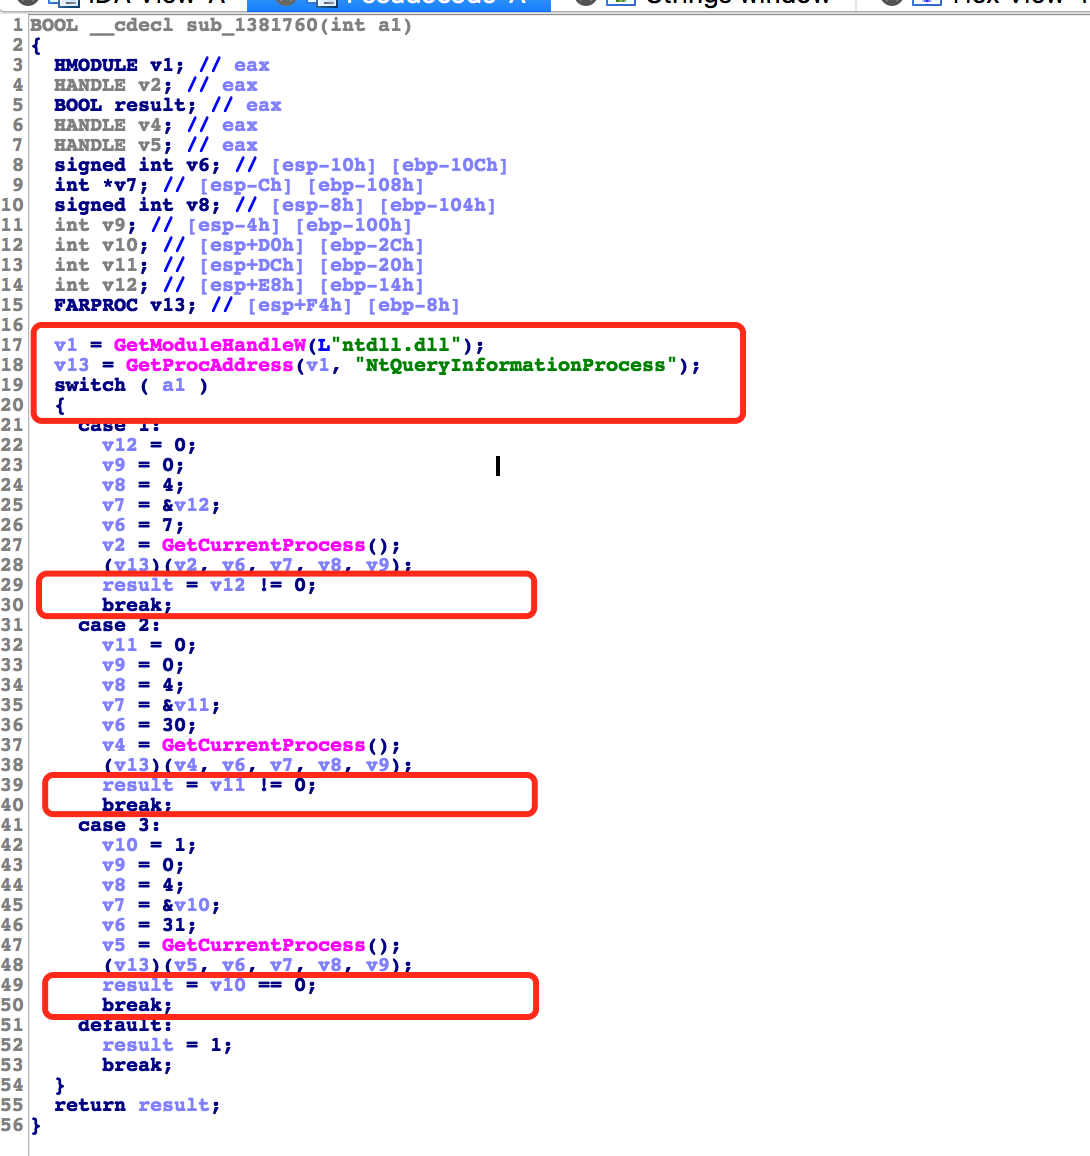 IDA View-A Pseudocode-A Strings window Hex View-1
1 BOOL __cdecl sub_1381760(int a1)
2 {
3 HMODULE v1; // eax
4 HANDLE v2; // eax
5 BOOL result; // eax
6 HANDLE v4; // eax
7 HANDLE v5; // eax
8 signed int v6; // [esp-10h] [ebp-10Ch]
9 int *v7; // [esp-Ch] [ebp-108h]
10 signed int v8; // [esp-8h] [ebp-104h]
11 int v9; // [esp-4h] [ebp-100h]
12 int v10; // [esp+D0h] [ebp-2Ch]
13 int v11; // [esp+DCh] [ebp-20h]
14 int v12; // [esp+E8h] [ebp-14h]
15 FARPROC v13; // [esp+F4h] [ebp-8h]
16
17 v1 = GetModuleHandleW(L"ntdll.dll");
18 v13 = GetProcAddress(v1, "NtQueryInformationProcess");
19 switch ( a1 )
20 {
21 case 1:
22 v12 = 0;
23 v9 = 0;
24 v8 = 4;
25 v7 = &v12;
26 v6 = 7;
27 v2 = GetCurrentProcess();
28 (v13)(v2, v6, v7, v8, v9);
29 result = v12 != 0;
30 break;
31 case 2:
32 v11 = 0;
33 v9 = 0;
34 v8 = 4;
35 v7 = &v11;
36 v6 = 30;
37 v4 = GetCurrentProcess();
38 (v13)(v4, v6, v7, v8, v9);
39 result = v11 != 0;
40 break;
41 case 3:
42 v10 = 1;
43 v9 = 0;
44 v8 = 4;
45 v7 = &v10;
46 v6 = 31;
47 v5 = GetCurrentProcess();
48 (v13)(v5, v6, v7, v8, v9);
49 result = v10 == 0;
50 break;
51 default:
52 result = 1;
53 break;
54 }
55 return result;
56 }